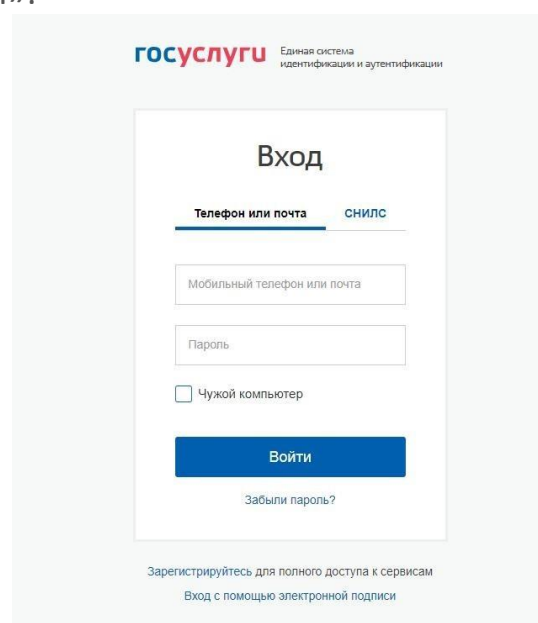 госуслуги
Единая система
идентификации и аутентификации
Вход
Телефон или почта СНИЛС
Мобильный телефон или почта
Пароль
Чужой компьютер
Войти
Забыли пароль?
Зарегистрируйтесь для полного доступа к сервисам
Вход с помощью электронной подписи